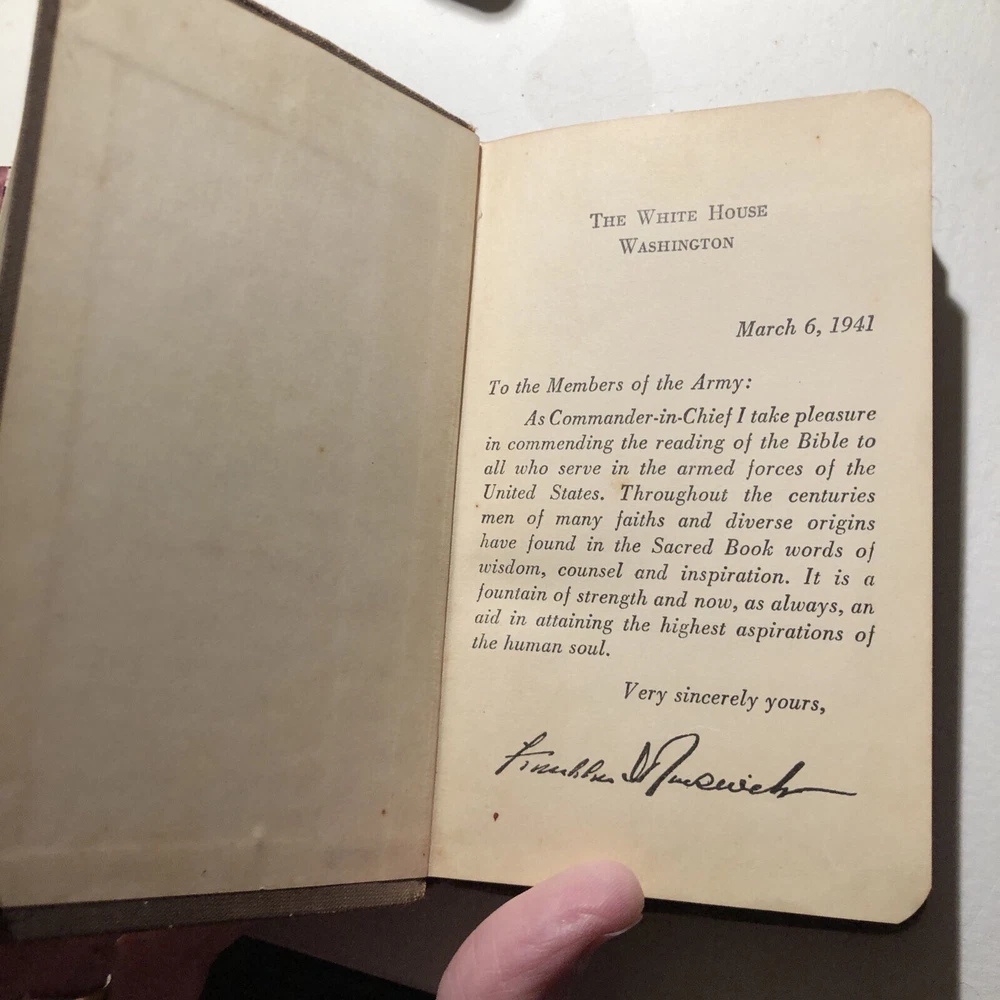 THE WHITE HOUSE
WASHINGTON
March 6, 1941
To the Members of the Army:
As Commander-in-Chief I take pleasure
in commending the reading of the Bible to
all who serve in the armed forces of the
United States. Throughout the centuries
men of many faiths and diverse origins
have found in the Sacred Book words of
wisdom, counsel and inspiration. It is a
fountain of strength and now, as always, an
aid in attaining the highest aspirations of
the human soul.
Very sincerely yours,
Franklin D Roosevelt